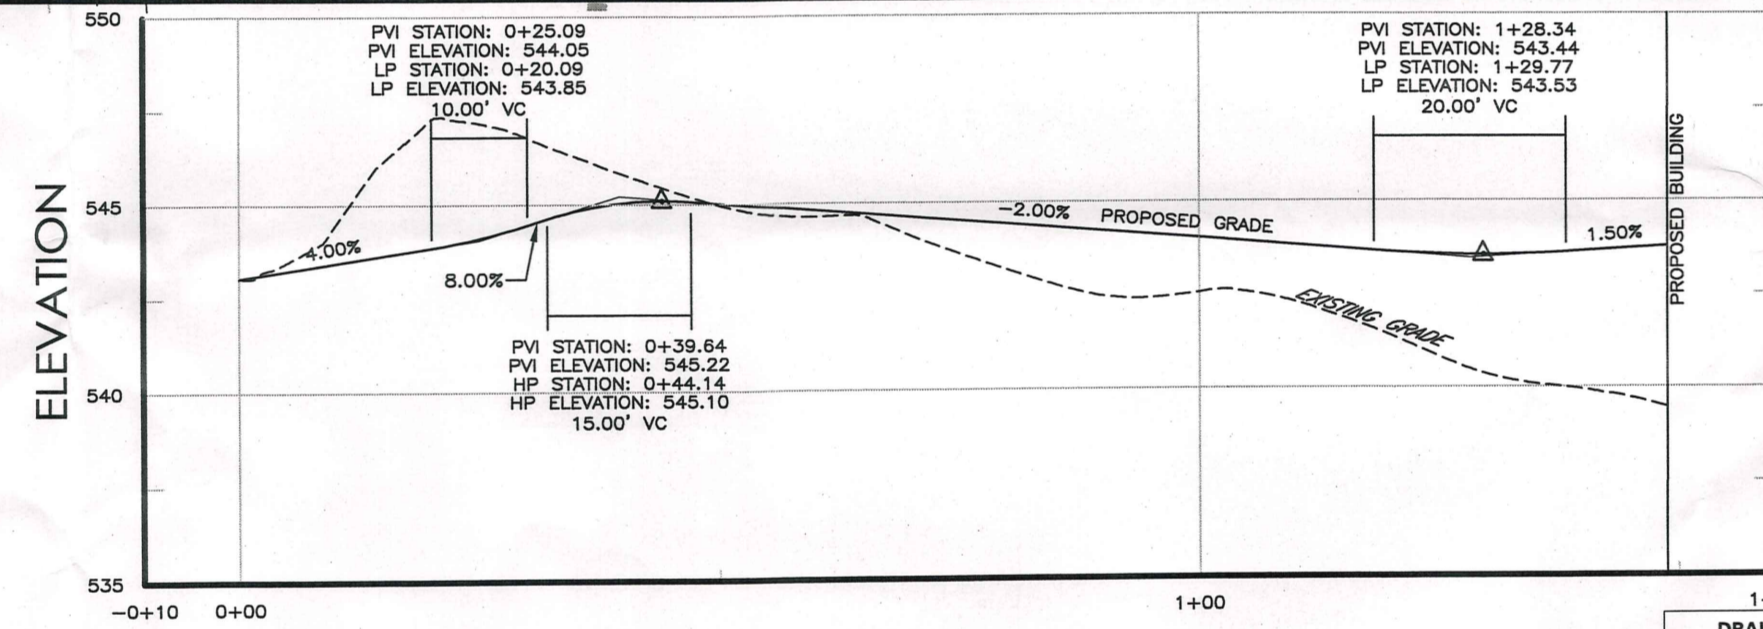 550
PVI STATION: 0+25.09
PVI ELEVATION: 544.05
LP STATION: 0+20.09
LP ELEVATION: 543.85
10.00' VC
PVI STATION: 1+28.34
PVI ELEVATION: 543.44
LP STATION: 1+29.77
LP ELEVATION: 543.53
20.00' VC
ELEVATION
545
4.00%
8.00%
-2.00% PROPOSED GRADE
1.50%
PROPOSED BUILDING
EXISTING GRADE
PVI STATION: 0+39.64
PVI ELEVATION: 545.22
HP STATION: 0+44.14
HP ELEVATION: 545.10
15.00' VC
540
535
-0+10 0+00 1+00